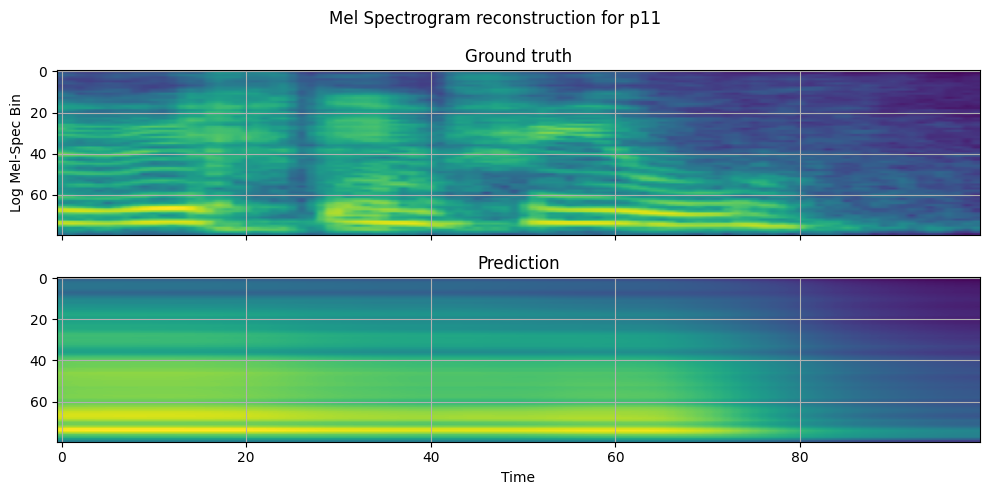 Mel Spectrogram reconstruction for p11
Ground truth
0
20
40
60
Log Mel-Spec Bin
Prediction
0
20
40
60
0 20 40 60 80
Time